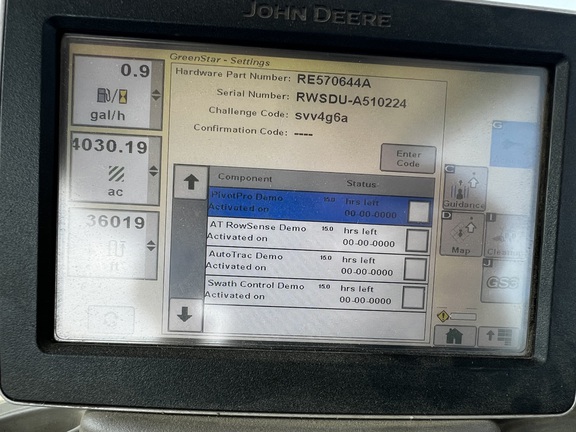 JOHN DEERE
GreenStar - Settings
0.9
gal/h
Hardware Part Number: RE570644A
Serial Number: RWSDU-A510224
Challenge Code: svv4g6a
Confirmation Code: ----
4030.19
ac
Enter
Code
Component Status
PivotPro Demo 15.0 hrs left
Activated on 00-00-0000
AT RowSense Demo 15.0 hrs left
Activated on 00-00-0000
AutoTrac Demo 15.0 hrs left
Activated on 00-00-0000
Swath Control Demo 15.0 hrs left
Activated on 00-00-0000
36019
ft
G
Guidance
D
Map
I
J
GS3